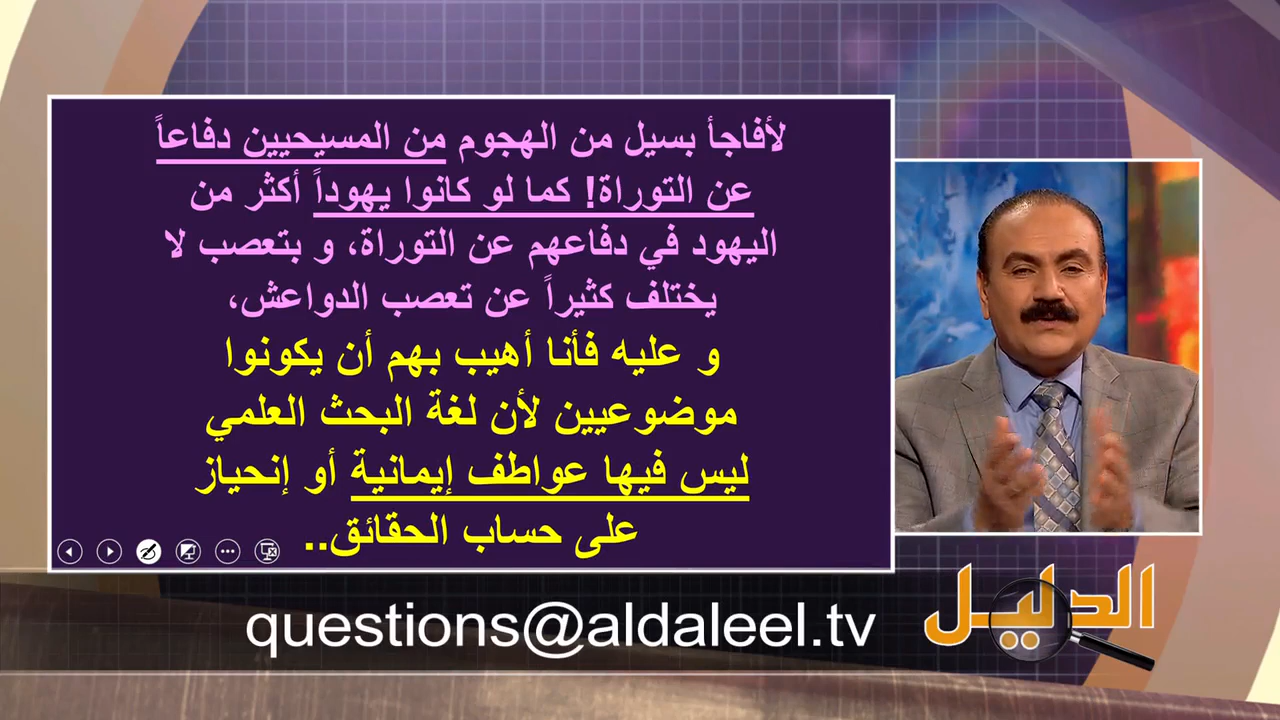 لأفاجأ بسيل من الهجوم من المسيحيين دفاعاً
عن التوراة! كما لو كانوا يهوداً أكثر من
اليهود في دفاعهم عن التوراة، و بتعصب لا
يختلف كثيراً عن تعصب الدواعش،
و عليه فأنا أهيب بهم أن يكونوا
موضوعيين لأن لغة البحث العلمي
ليس فيها عواطف إيمانية أو إنحياز
على حساب الحقائق..
questions@aldaleel.tv
الدليل